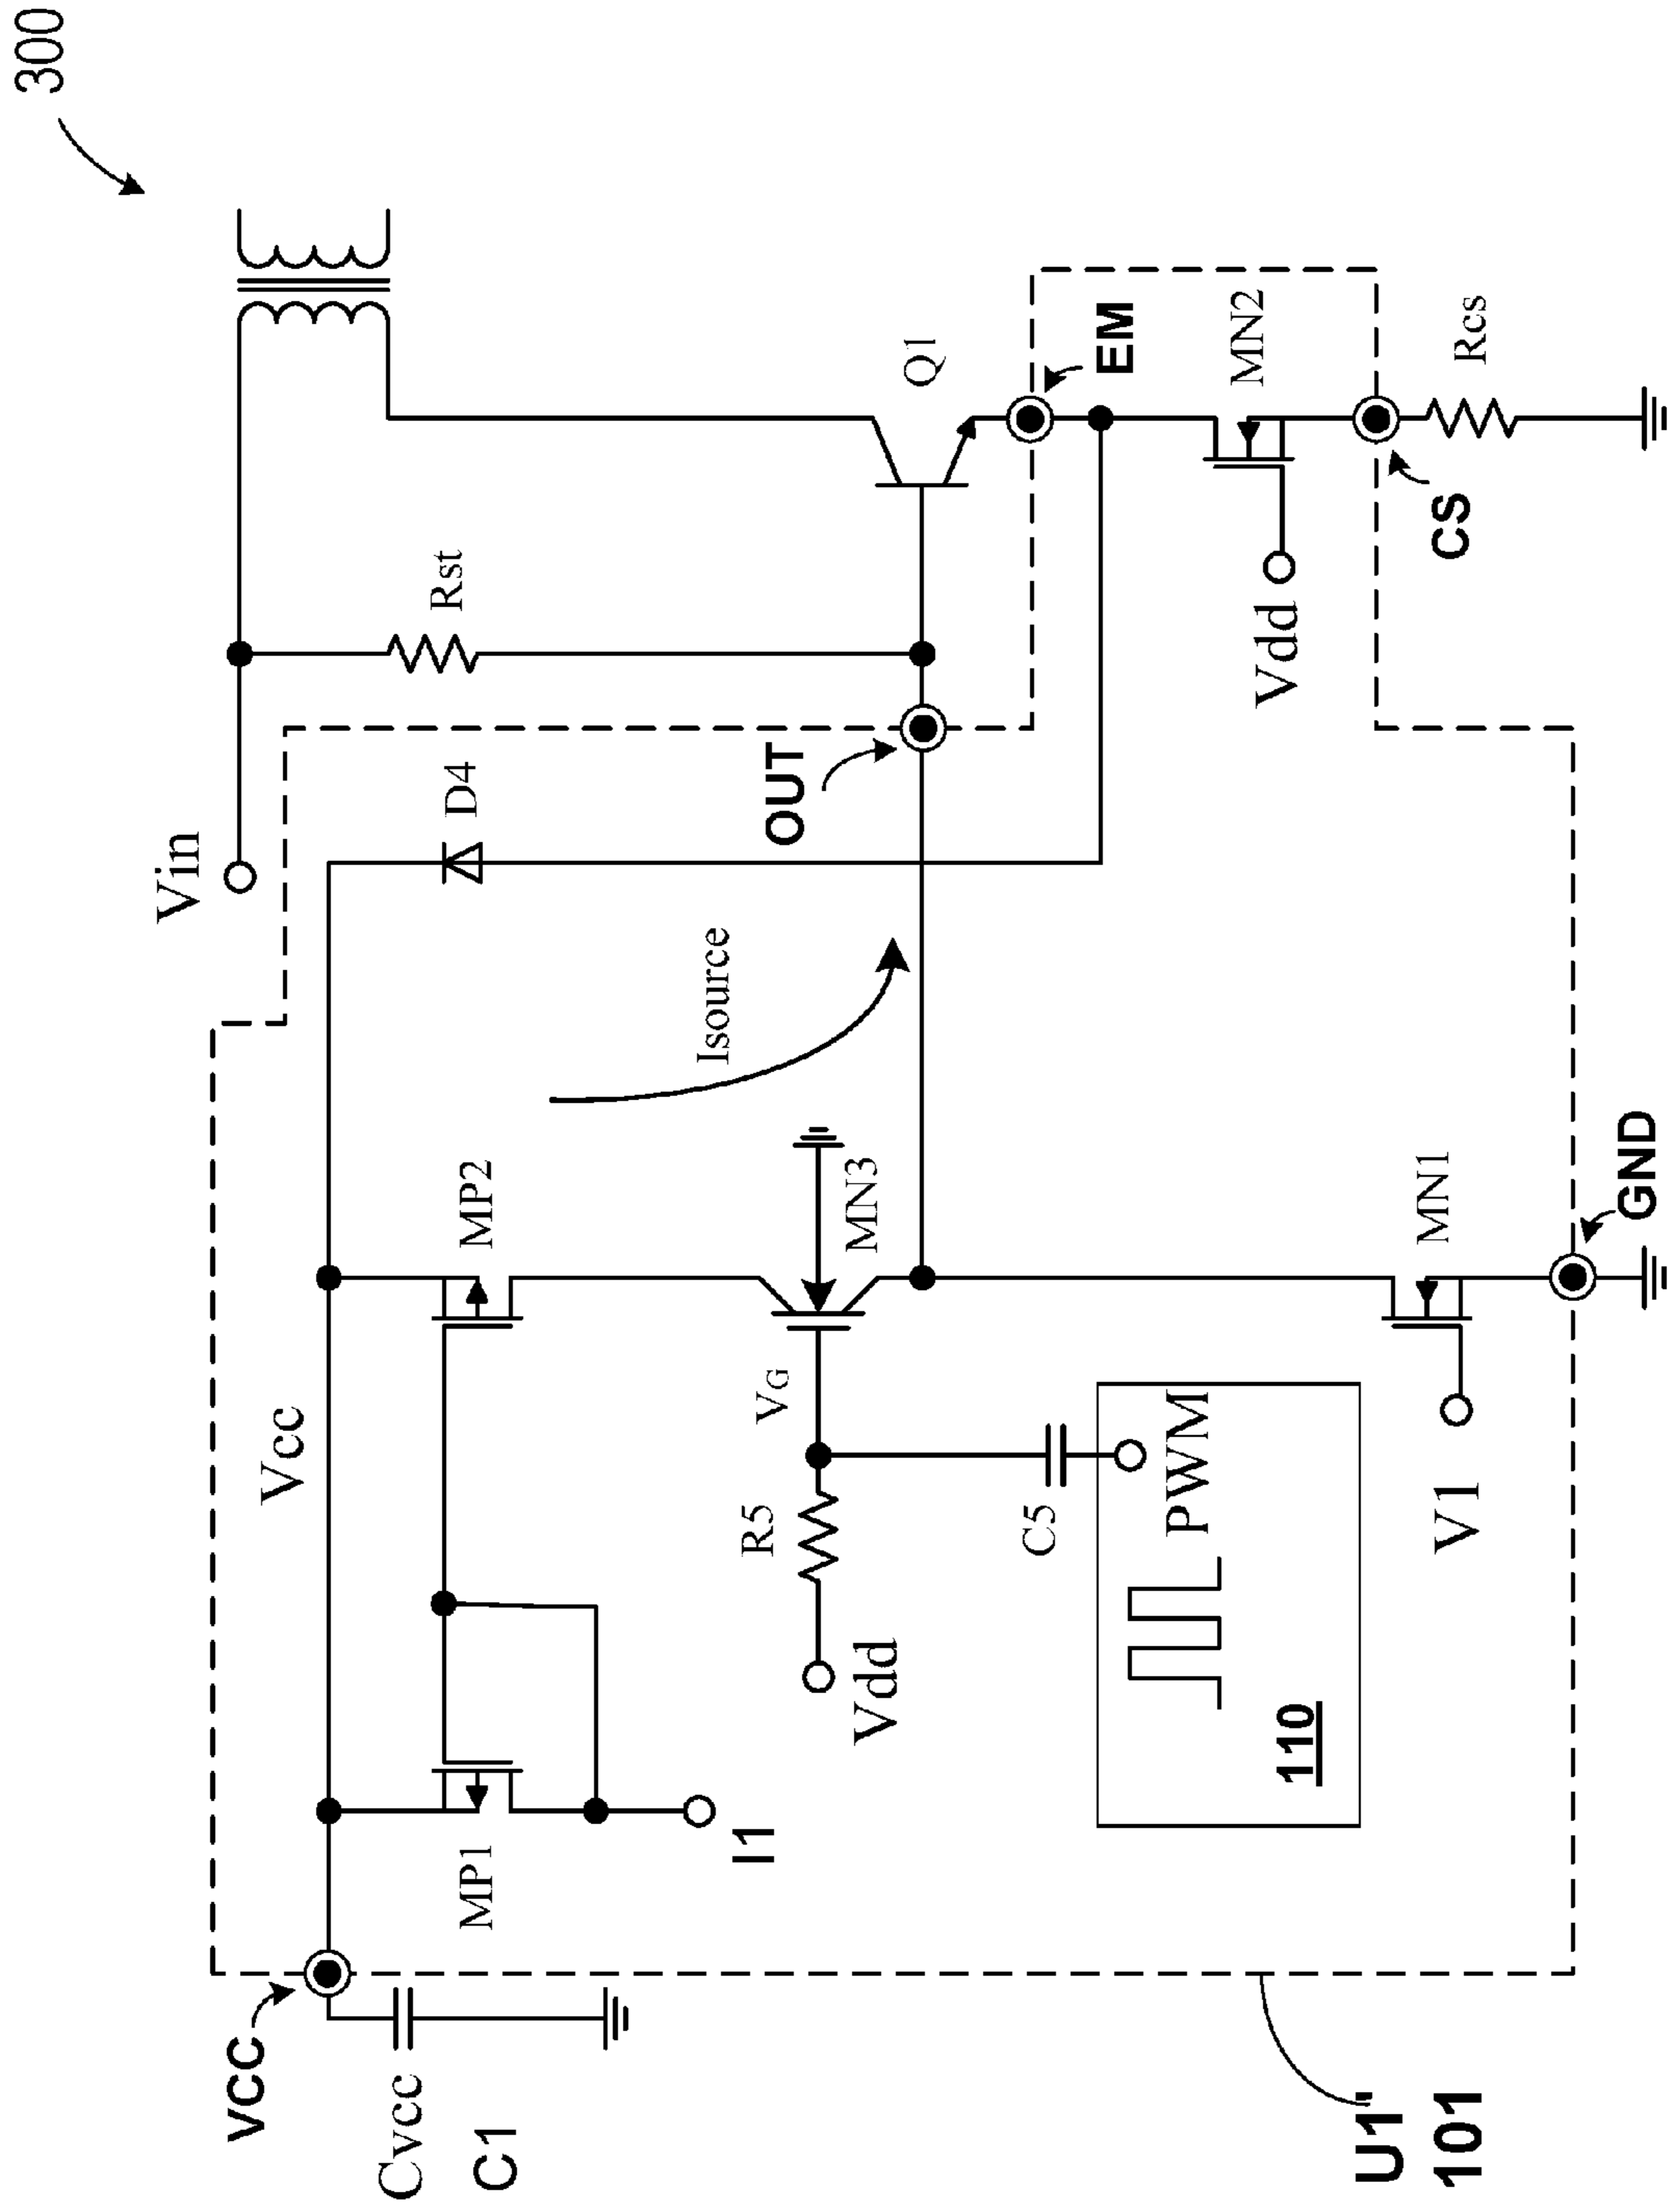 300
Vin
Rst
Q1
EM
MN2
Rcs
CS
Vdd
OUT
D4
Isource
Vcc
MP2
MN3
VG
R5
Vdd
C5
PWM
110
MN1
V1
GND
MP1
I1
VCC
Cvcc
C1
U1'
101